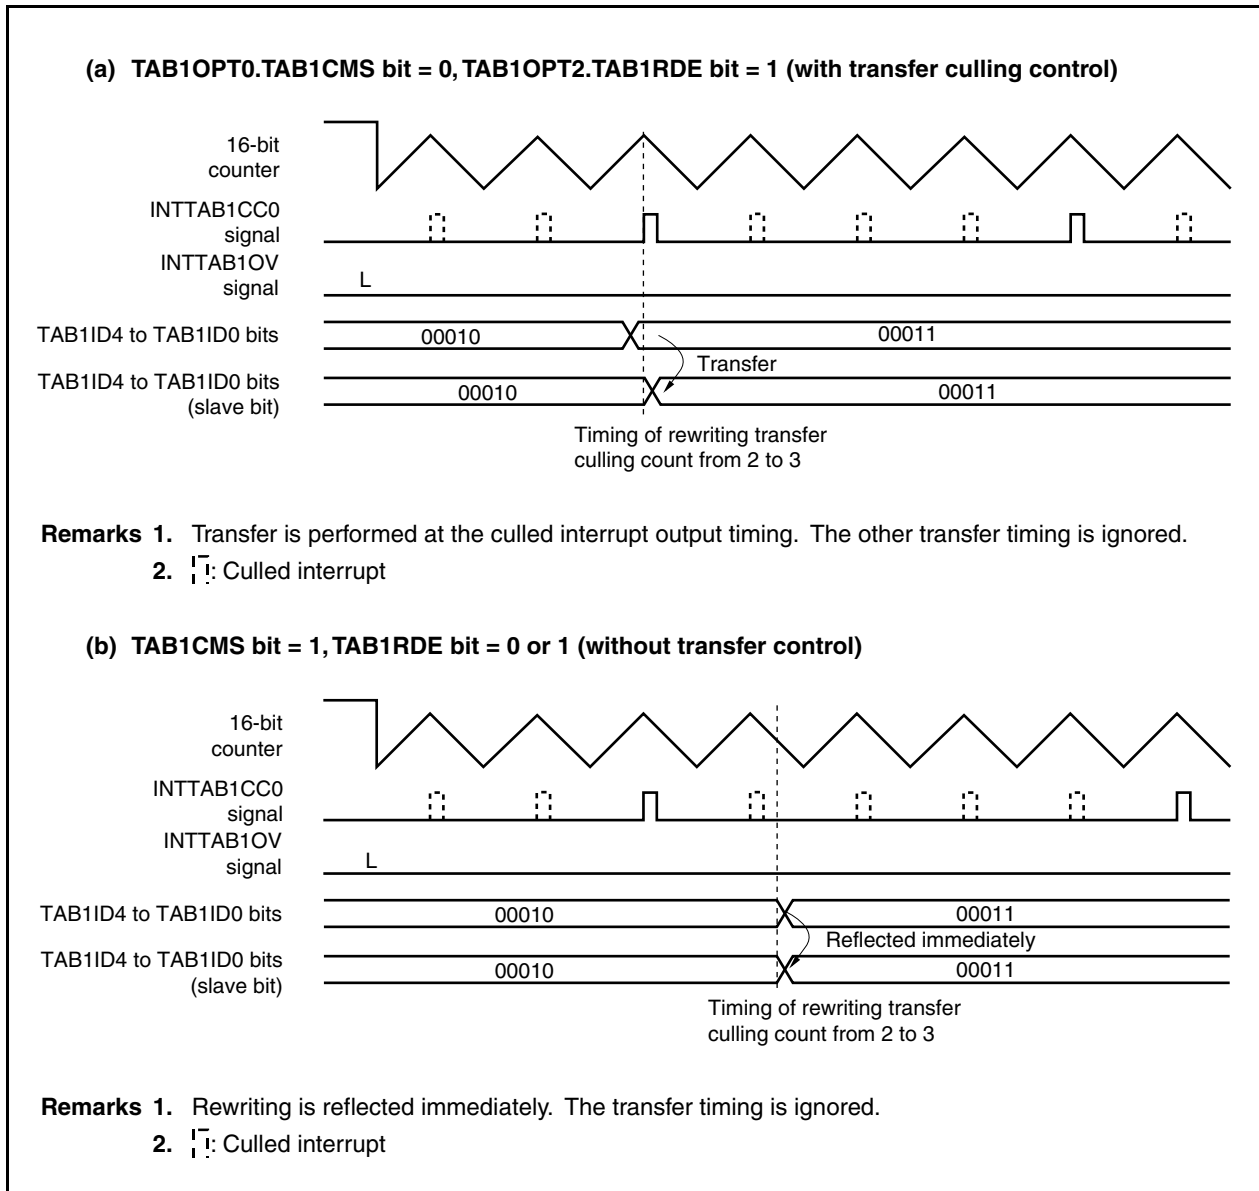 (a) TAB1OPT0.TAB1CMS bit = 0, TAB1OPT2.TAB1RDE bit = 1 (with transfer culling control)
16-bit
counter
INTTAB1CC0
signal
INTTAB1OV
signal
L
TAB1ID4 to TAB1ID0 bits
00010
00011
Transfer
TAB1ID4 to TAB1ID0 bits
(slave bit)
00010
00011
Timing of rewriting transfer
culling count from 2 to 3
Remarks 1. Transfer is performed at the culled interrupt output timing. The other transfer timing is ignored.
2. : Culled interrupt
(b) TAB1CMS bit = 1, TAB1RDE bit = 0 or 1 (without transfer control)
16-bit
counter
INTTAB1CC0
signal
INTTAB1OV
signal
L
TAB1ID4 to TAB1ID0 bits
00010
00011
Reflected immediately
TAB1ID4 to TAB1ID0 bits
(slave bit)
00010
00011
Timing of rewriting transfer
culling count from 2 to 3
Remarks 1. Rewriting is reflected immediately. The transfer timing is ignored.
2. : Culled interrupt